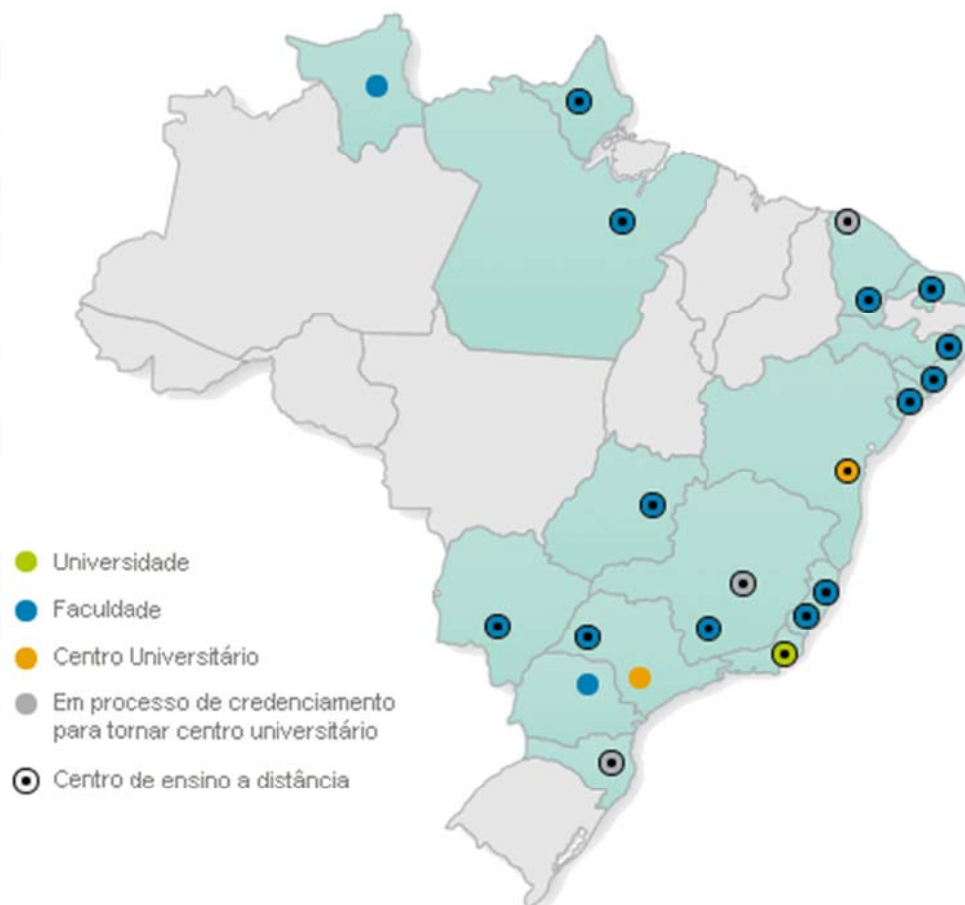 Universidade
Faculdade
Centro Universitário
Em processo de credenciamento
para tornar centro universitário
Centro de ensino a distância